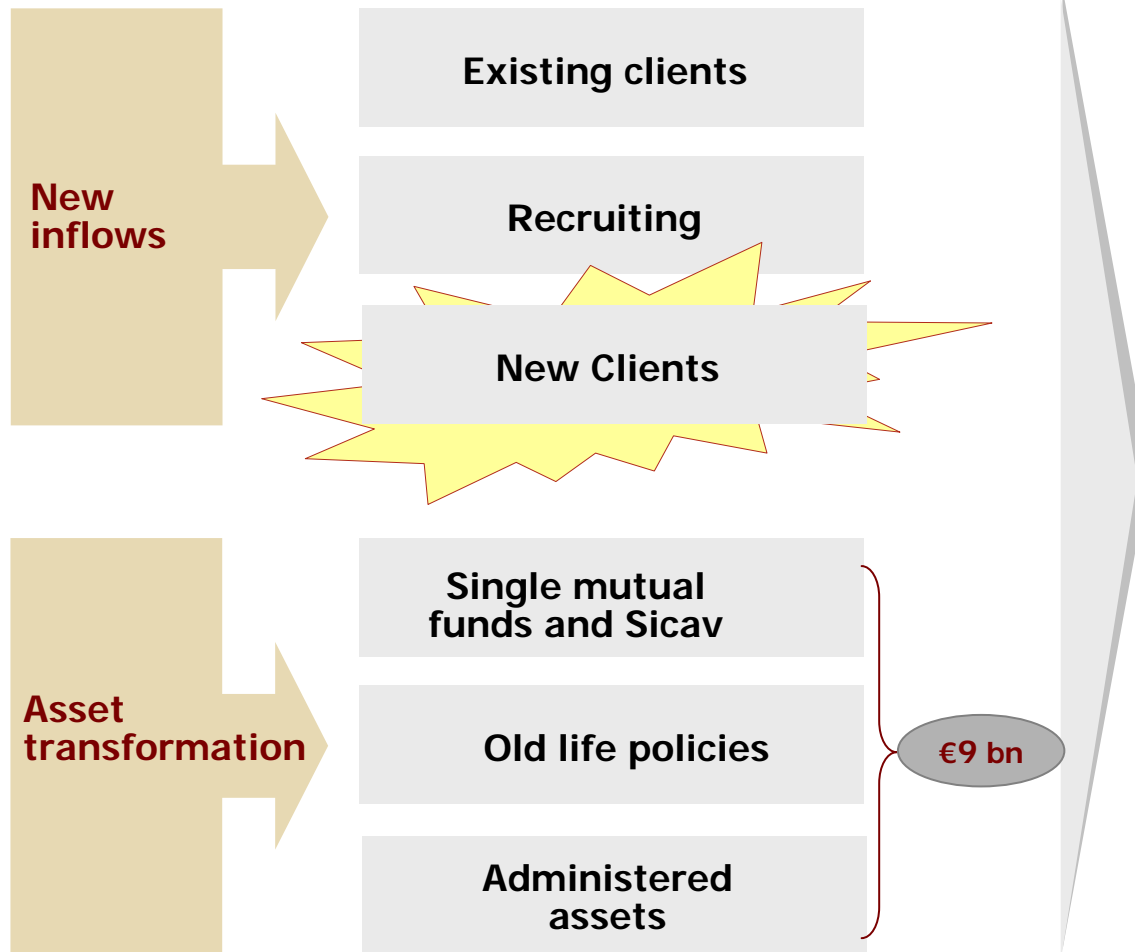 Existing clients
New
inflows
Recruiting
New Clients
Single mutual
funds and Sicav
Asset
transformation
Old life policies
€9 bn
Administered
assets